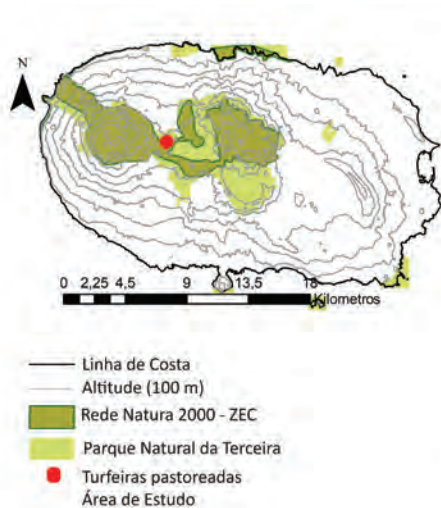 N
0 2,25 4,5 9 13,5 18
Kilometros
Linha de Costa
Altitude (100 m)
Rede Natura 2000 - ZEC
Parque Natural da Terceira
Turfeiras pastoreadas
Área de Estudo